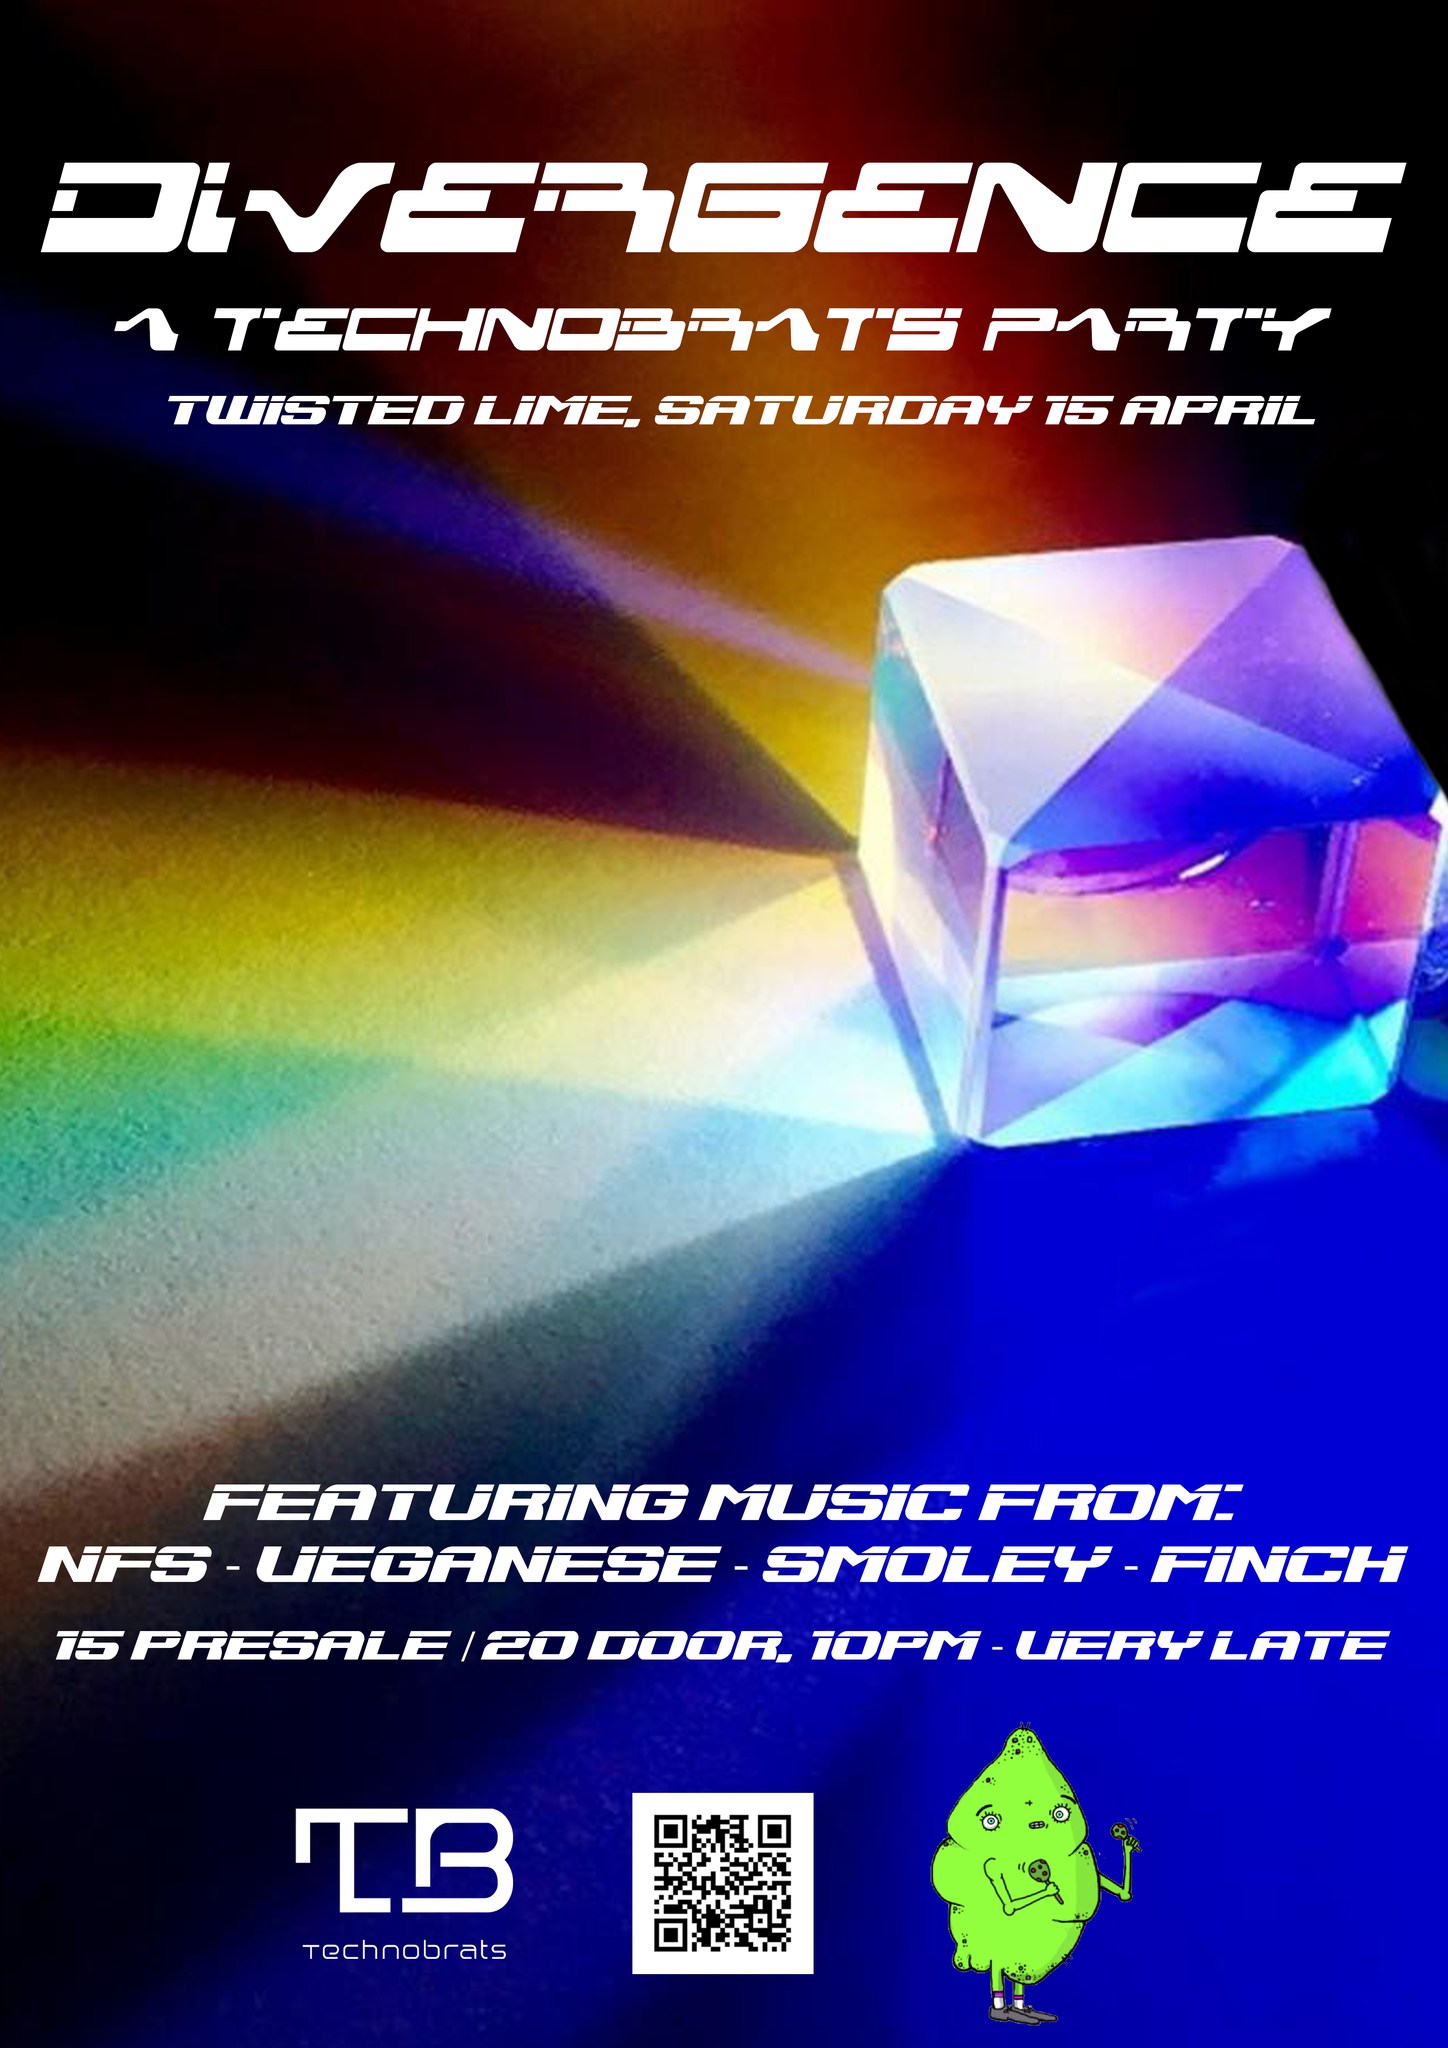 DiVERGENCE
A TECHNOBRATS PARTY
TWISTED LIME, SATURDAY 15 APRIL
FEATURING MUSIC FROM:
NFS - VEGANESE - SMOLEY - FINCH
15 PRESALE / 20 DOOR, 10PM - VERY LATE
TB
Technobrats